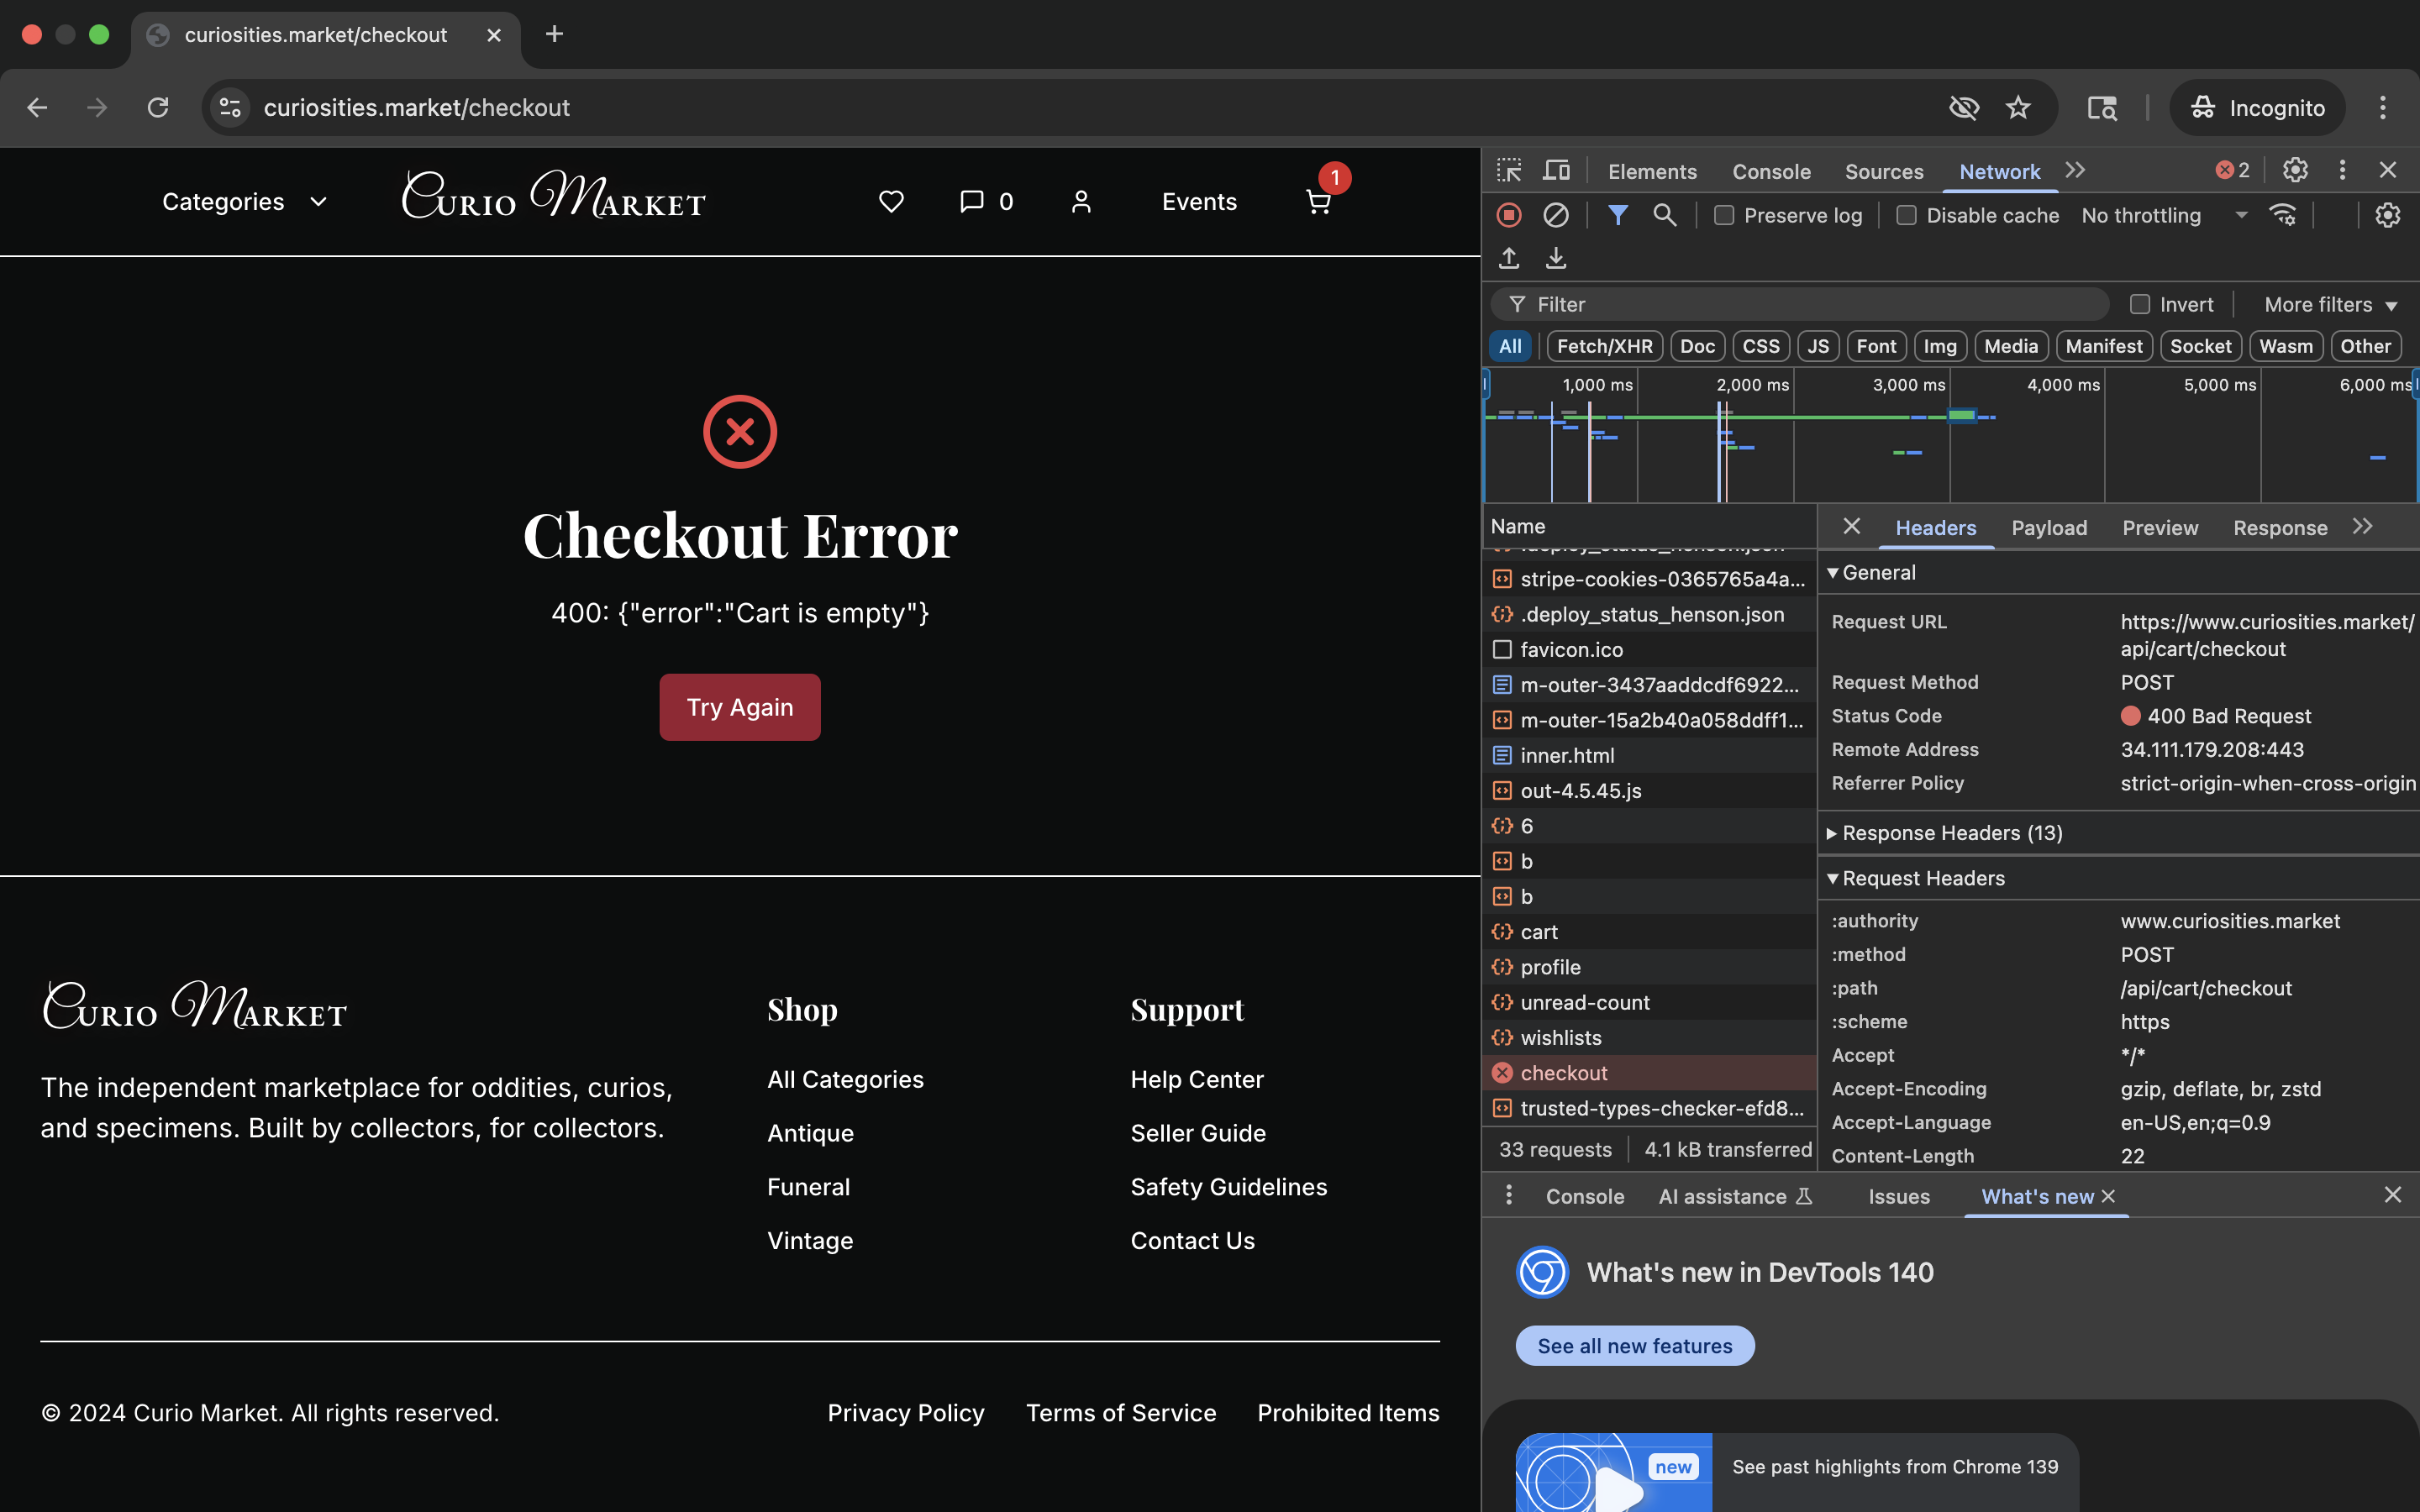 curiosities.market/checkout
curiosities.market/checkout
Incognito
Categories
CURIO MARKET
0
Events
1
Checkout Error
400: {"error":"Cart is empty"}
Try Again
CURIO MARKET
The independent marketplace for oddities, curios,
and specimens. Built by collectors, for collectors.
Shop
All Categories
Antique
Funeral
Vintage
Support
Help Center
Seller Guide
Safety Guidelines
Contact Us
© 2024 Curio Market. All rights reserved.
Privacy Policy
Terms of Service
Prohibited Items
Elements
Console
Sources
Network
2
Preserve log
Disable cache
No throttling
Filter
Invert
More filters
All
Fetch/XHR
Doc
CSS
JS
Font
Img
Media
Manifest
Socket
Wasm
Other
1,000 ms
2,000 ms
3,000 ms
4,000 ms
5,000 ms
6,000 ms
Name
.deploy_status_henson.json
stripe-cookies-0365765a4a...
.deploy_status_henson.json
favicon.ico
m-outer-3437aaddcdf6922...
m-outer-15a2b40a058ddff1...
inner.html
out-4.5.45.js
6
b
b
cart
profile
unread-count
wishlists
checkout
trusted-types-checker-efd8...
33 requests
4.1 kB transferred
Headers
Payload
Preview
Response
General
Request URL
https://www.curiosities.market/
api/cart/checkout
Request Method
POST
Status Code
400 Bad Request
Remote Address
34.111.179.208:443
Referrer Policy
strict-origin-when-cross-origin
Response Headers (13)
Request Headers
:authority
www.curiosities.market
:method
POST
:path
/api/cart/checkout
:scheme
https
Accept
*/*
Accept-Encoding
gzip, deflate, br, zstd
Accept-Language
en-US,en;q=0.9
Content-Length
22
Console
AI assistance
Issues
What's new
What's new in DevTools 140
See all new features
new
See past highlights from Chrome 139